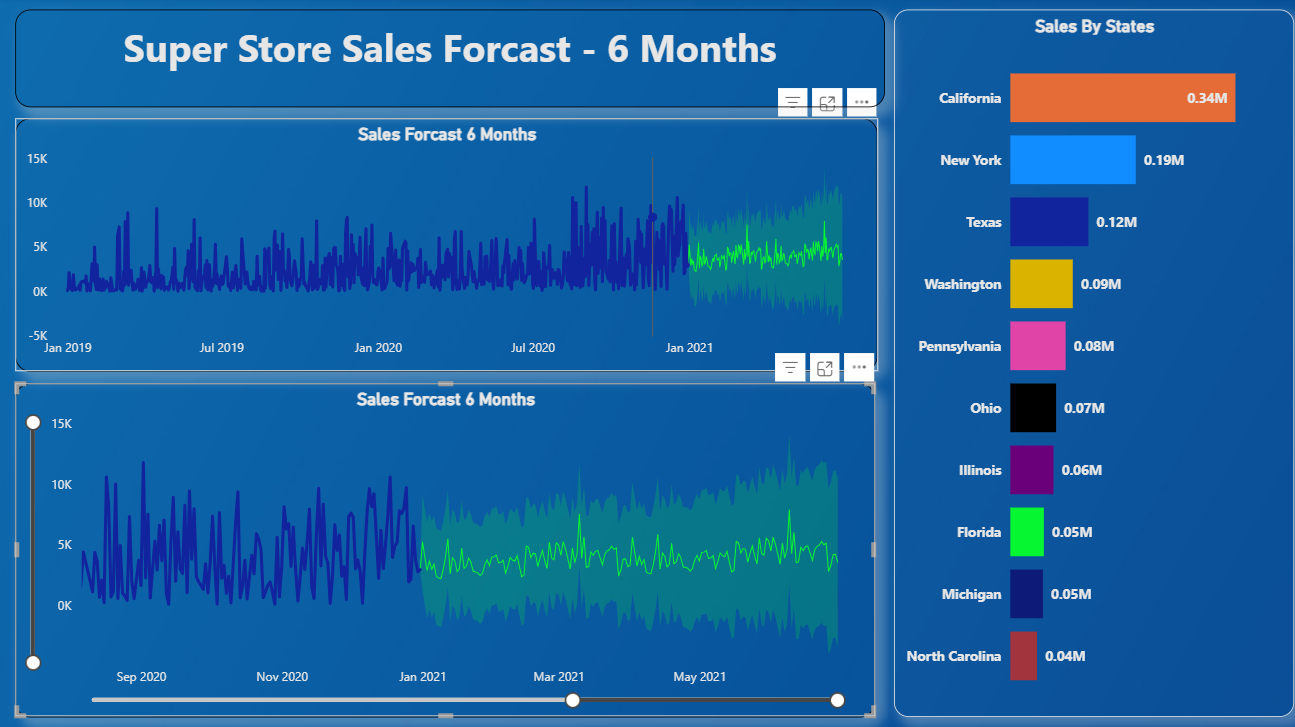 Super Store Sales Forcast - 6 Months
Sales Forcast 6 Months
15K
10K
5K
0K
-5K
Jan 2019 Jul 2019 Jan 2020 Jul 2020 Jan 2021
Sales Forcast 6 Months
15K
10K
5K
0K
Sep 2020 Nov 2020 Jan 2021 Mar 2021 May 2021
Sales By States
California 0.34M
New York 0.19M
Texas 0.12M
Washington 0.09M
Pennsylvania 0.08M
Ohio 0.07M
Illinois 0.06M
Florida 0.05M
Michigan 0.05M
North Carolina 0.04M